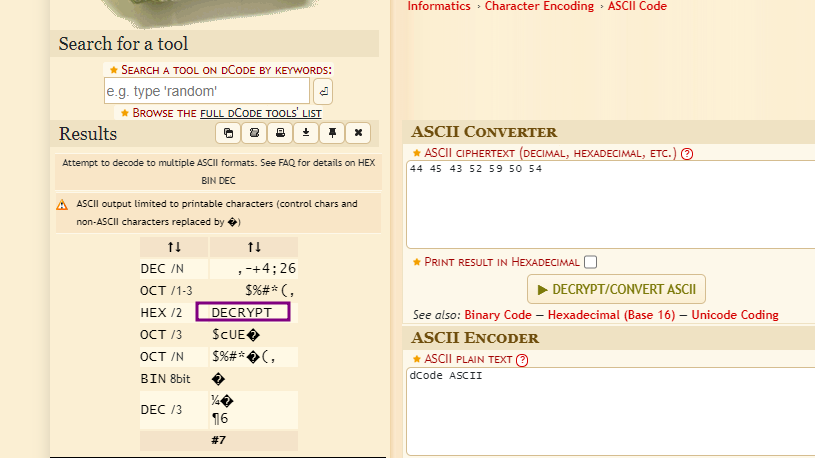 Informatics › Character Encoding › ASCII Code
Search for a tool
★ SEARCH A TOOL ON DCODE BY KEYWORDS:
e.g. type 'random'
★ BROWSE THE FULL DCODE TOOLS' LIST
Results
Attempt to decode to multiple ASCII formats. See FAQ for details on HEX
BIN DEC
ASCII output limited to printable characters (control chars and
non-ASCII characters replaced by �)
↑↓ ↑↓
DEC /N ,-+4;26
OCT /1-3 $%#*(,
HEX /2 DECRYPT
OCT /3 $cUE�
OCT /N $%#*�(,
BIN 8bit �
DEC /3 ¼�
¶6
#7
ASCII CONVERTER
★ ASCII CIPHERTEXT (DECIMAL, HEXADECIMAL, ETC.) ?
44 45 43 52 59 50 54
★ PRINT RESULT IN HEXADECIMAL
▶ DECRYPT/CONVERT ASCII
See also: Binary Code – Hexadecimal (Base 16) – Unicode Coding
ASCII ENCODER
★ ASCII PLAIN TEXT ?
dCode ASCII